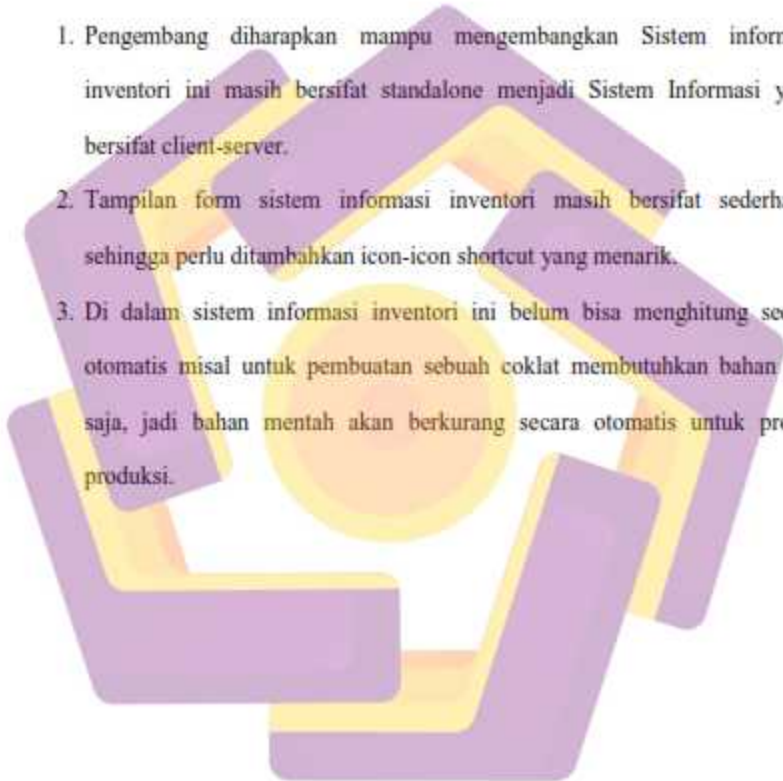 1. Pengembang diharapkan mampu mengembangkan Sistem inform
inventori ini masih bersifat standalone menjadi Sistem Informasi y
bersifat client-server.
2. Tampilan form sistem informasi inventori masih bersifat sederha
sehingga perlu ditambahkan icon-icon shortcut yang menarik.
3. Di dalam sistem informasi inventori ini belum bisa menghitung se
otomatis misal untuk pembuatan sebuah coklat membutuhkan bahan
saja, jadi bahan mentah akan berkurang secara otomatis untuk pro
produksi.